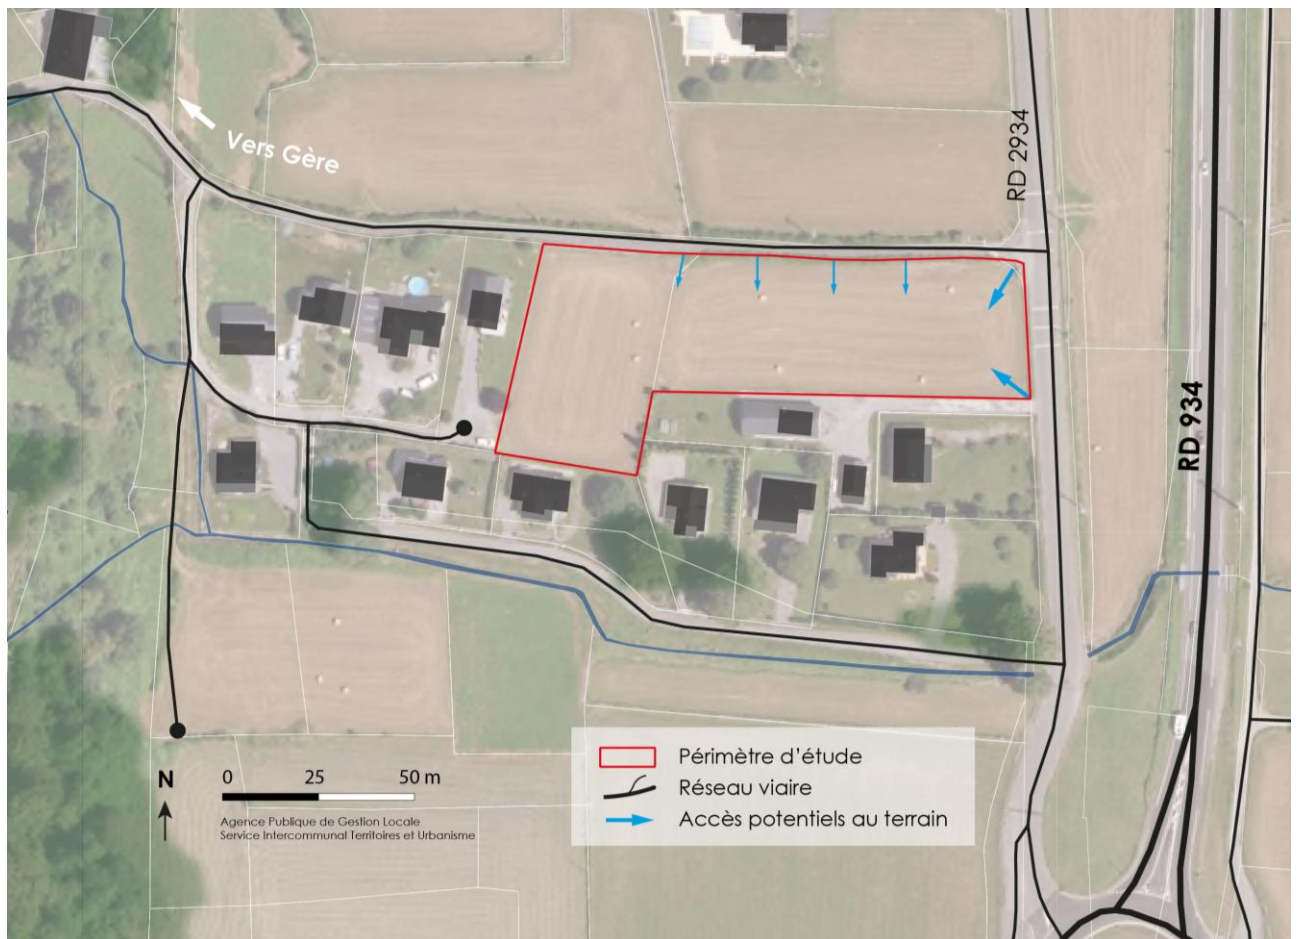 Vers Gère
RD 2934
RD 934
Périmètre d'étude
Réseau viaire
Accès potentiels au terrain
N
0 25 50 m
Agence Publique de Gestion Locale
Service Intercommunal Territoires et Urbanisme